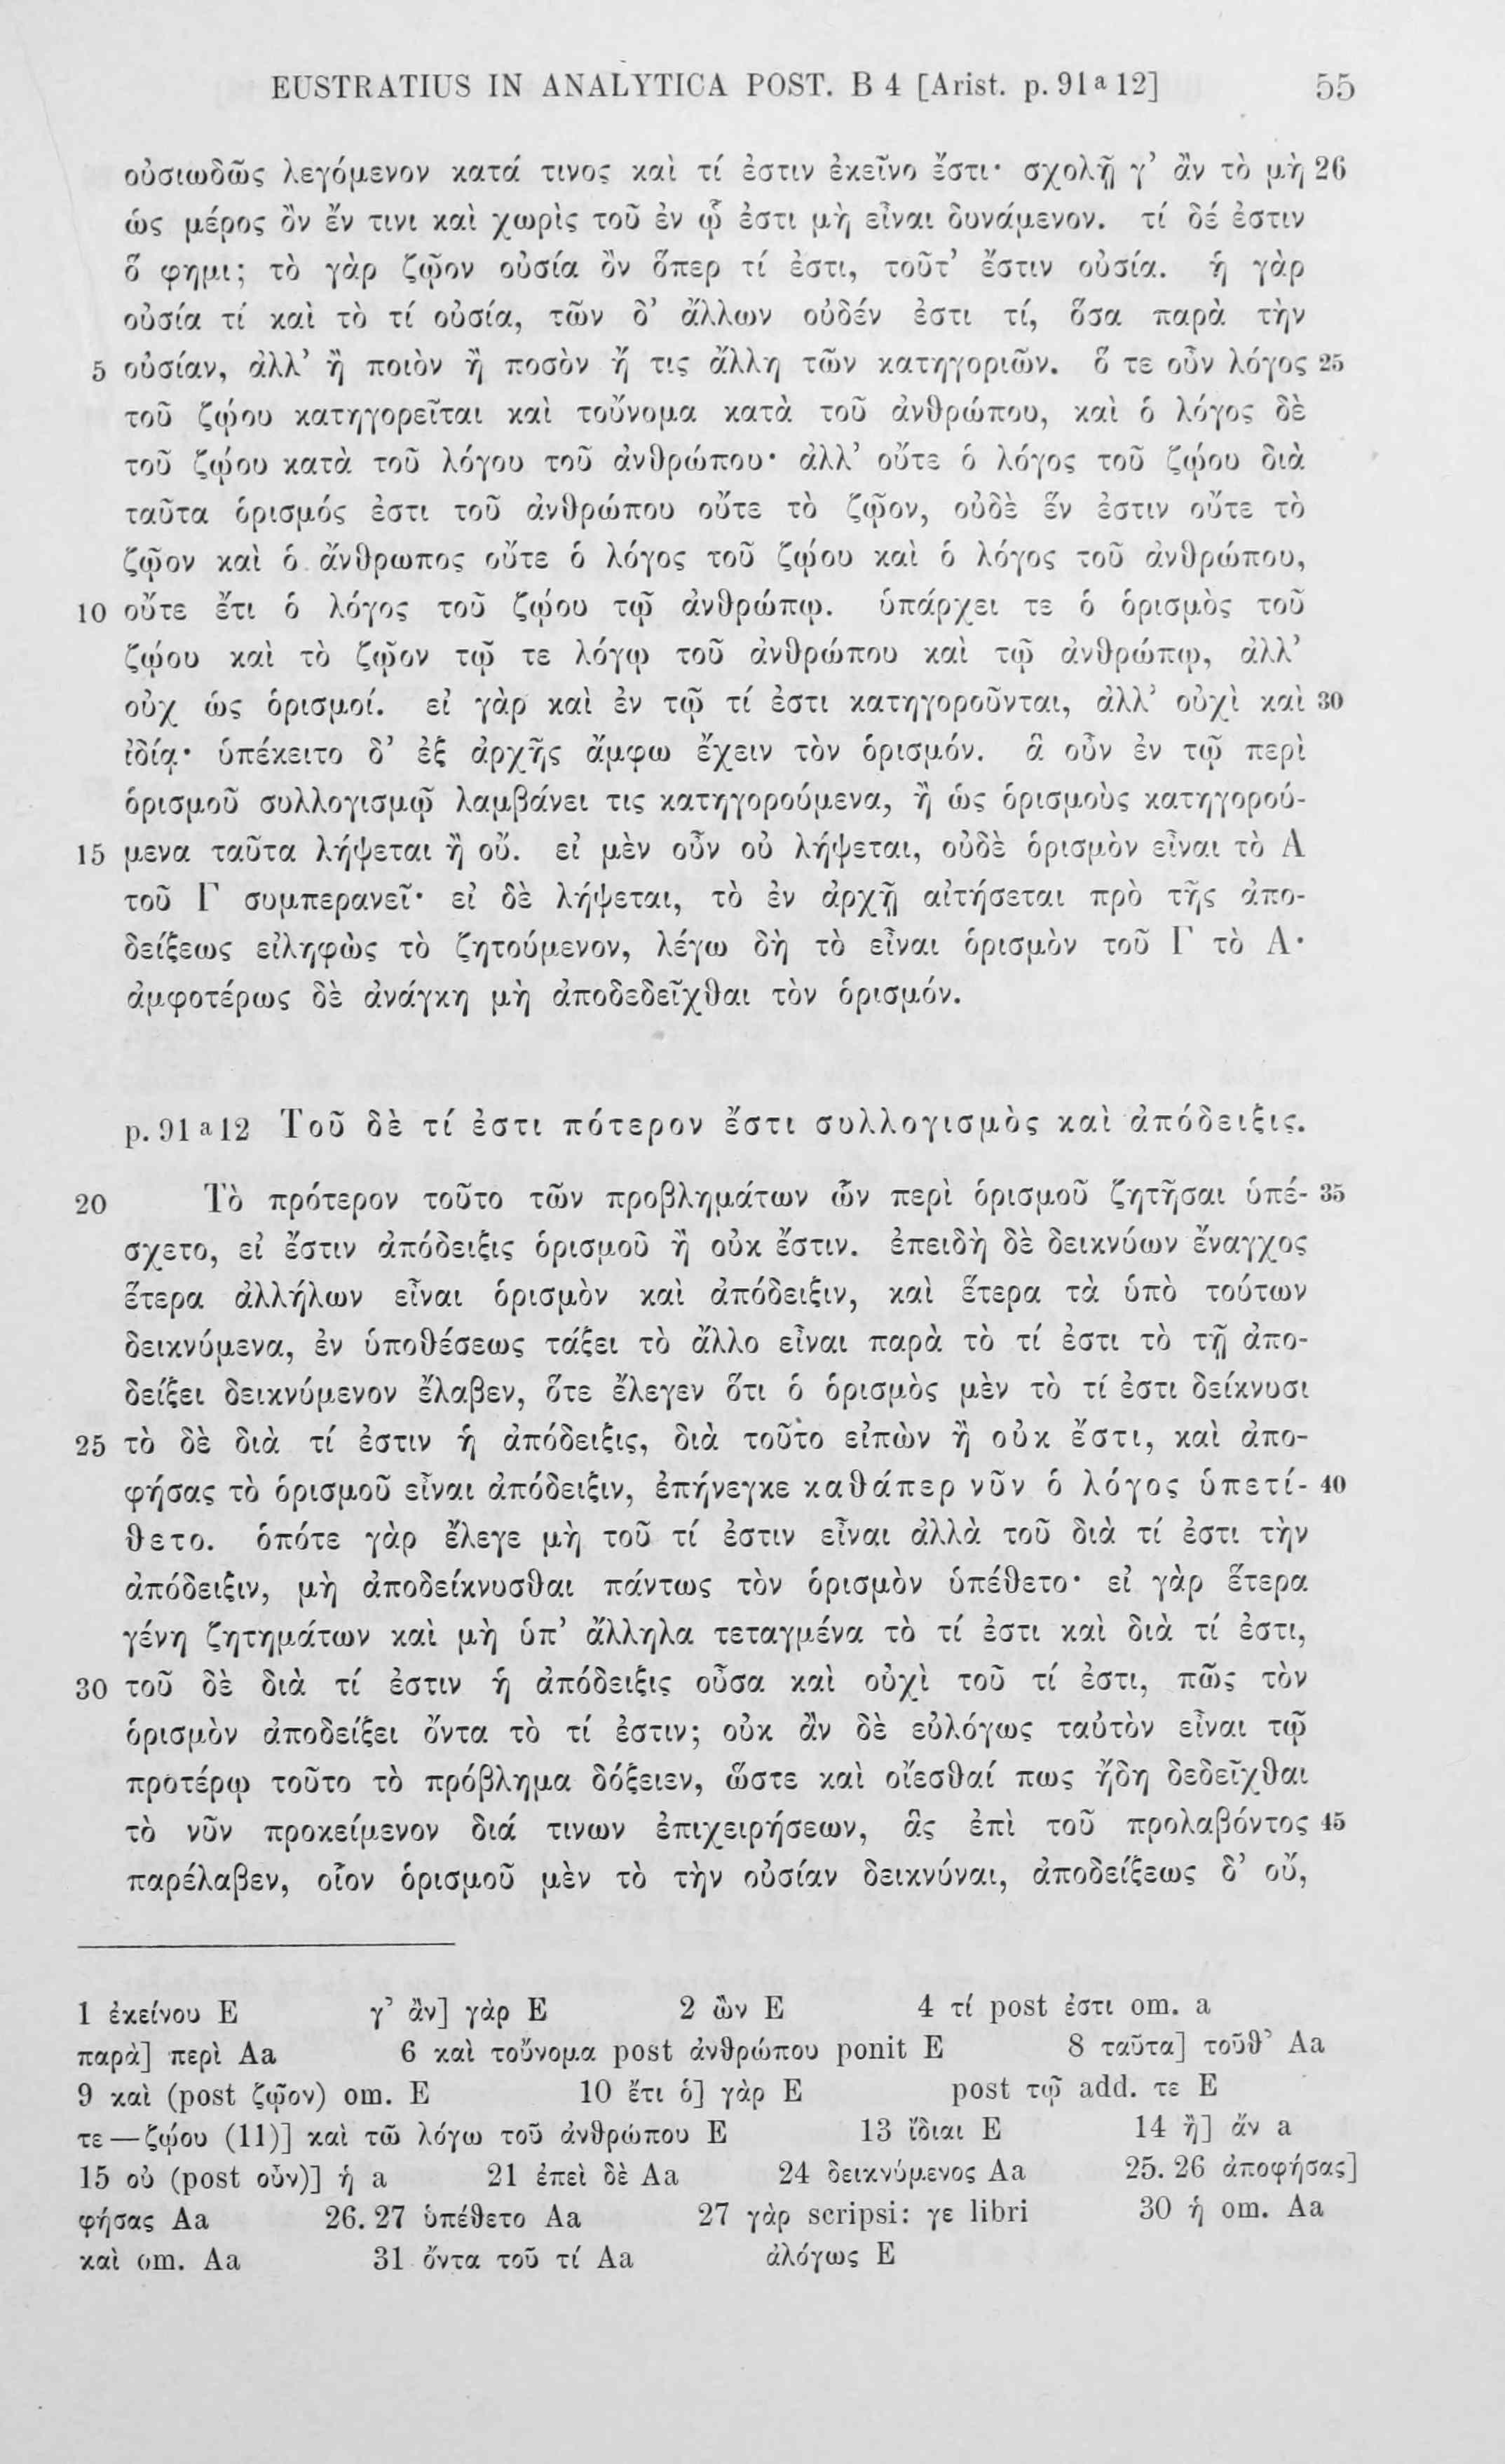 EUSTRATIUS IN ANALYTICA POST. B 4 [Arist. p. 91ᵃ12] 55
οὐσιωδῶς λεγόμενον κατά τινος καὶ τί ἐστιν ἐκεῖνο ἔστι· σχολῇ γ’ ἂν τὸ μὴ 26
ὡς μέρος ὂν ἔν τινι καὶ χωρὶς τοῦ ἐν ᾧ ἐστι μὴ εἶναι δυνάμενον. τί δέ ἐστιν
ὅ φημι; τὸ γὰρ ζῷον οὐσία ὂν ὅπερ τί ἐστι, τοῦτ’ ἔστιν οὐσία. ἡ γὰρ
οὐσία τί καὶ τὸ τί οὐσία, τῶν δ’ ἄλλων οὐδέν ἐστι τί, ὅσα παρὰ τὴν
5 οὐσίαν, ἀλλ’ ἢ ποιὸν ἢ ποσὸν ἤ τις ἄλλη τῶν κατηγοριῶν. ὅ τε οὖν λόγος 25
τοῦ ζῴου κατηγορεῖται καὶ τοὔνομα κατὰ τοῦ ἀνθρώπου, καὶ ὁ λόγος δὲ
τοῦ ζῴου κατὰ τοῦ λόγου τοῦ ἀνθρώπου· ἀλλ’ οὔτε ὁ λόγος τοῦ ζῴου διὰ
ταῦτα ὁρισμός ἐστι τοῦ ἀνθρώπου οὔτε τὸ ζῷον, οὐδὲ ἕν ἐστιν οὔτε τὸ
ζῷον καὶ ὁ ἄνθρωπος οὔτε ὁ λόγος τοῦ ζῴου καὶ ὁ λόγος τοῦ ἀνθρώπου,
10 οὔτε ἔτι ὁ λόγος τοῦ ζῴου τῷ ἀνθρώπῳ. ὑπάρχει τε ὁ ὁρισμὸς τοῦ
ζῴου καὶ τὸ ζῷον τῷ τε λόγῳ τοῦ ἀνθρώπου καὶ τῷ ἀνθρώπῳ, ἀλλ’
οὐχ ὡς ὁρισμοί. εἰ γὰρ καὶ ἐν τῷ τί ἐστι κατηγοροῦνται, ἀλλ’ οὐχὶ καὶ 30
ἰδίᾳ· ὑπέκειτο δ’ ἐξ ἀρχῆς ἄμφω ἔχειν τὸν ὁρισμόν. ἃ οὖν ἐν τῷ περὶ
ὁρισμοῦ συλλογισμῷ λαμβάνει τις κατηγορούμενα, ἢ ὡς ὁρισμοὺς κατηγορού-
15 μενα ταῦτα λήψεται ἢ οὔ. εἰ μὲν οὖν οὐ λήψεται, οὐδὲ ὁρισμὸν εἶναι τὸ Α
τοῦ Γ συμπερανεῖ· εἰ δὲ λήψεται, τὸ ἐν ἀρχῇ αἰτήσεται πρὸ τῆς ἀπο-
δείξεως εἰληφὼς τὸ ζητούμενον, λέγω δὴ τὸ εἶναι ὁρισμὸν τοῦ Γ τὸ Α·
ἀμφοτέρως δὲ ἀνάγκη μὴ ἀποδεδεῖχθαι τὸν ὁρισμόν.
p. 91ᵃ12 Τοῦ δὲ τί ἐστι πότερον ἔστι συλλογισμὸς καὶ ἀπόδειξις.
20 Τὸ πρότερον τοῦτο τῶν προβλημάτων ὧν περὶ ὁρισμοῦ ζητῆσαι ὑπέ- 35
σχετο, εἰ ἔστιν ἀπόδειξις ὁρισμοῦ ἢ οὐκ ἔστιν. ἐπειδὴ δὲ δεικνύων ἔναγχος
ἕτερα ἀλλήλων εἶναι ὁρισμὸν καὶ ἀπόδειξιν, καὶ ἕτερα τὰ ὑπὸ τούτων
δεικνύμενα, ἐν ὑποθέσεως τάξει τὸ ἄλλο εἶναι παρὰ τὸ τί ἐστι τὸ τῇ ἀπο-
δείξει δεικνύμενον ἔλαβεν, ὅτε ἔλεγεν ὅτι ὁ ὁρισμὸς μὲν τὸ τί ἐστι δείκνυσι
25 τὸ δὲ διὰ τί ἐστιν ἡ ἀπόδειξις, διὰ τοῦτο εἰπὼν ἢ οὐκ ἔστι, καὶ ἀπο-
φήσας τὸ ὁρισμοῦ εἶναι ἀπόδειξιν, ἐπήνεγκε καθάπερ νῦν ὁ λόγος ὑπετί- 40
θετο. ὁπότε γὰρ ἔλεγε μὴ τοῦ τί ἐστιν εἶναι ἀλλὰ τοῦ διὰ τί ἐστι τὴν
ἀπόδειξιν, μὴ ἀποδείκνυσθαι πάντως τὸν ὁρισμὸν ὑπέθετο· εἰ γὰρ ἕτερα
γένη ζητημάτων καὶ μὴ ὑπ’ ἄλληλα τεταγμένα τὸ τί ἐστι καὶ διὰ τί ἐστι,
30 τοῦ δὲ διὰ τί ἐστιν ἡ ἀπόδειξις οὖσα καὶ οὐχὶ τοῦ τί ἐστι, πῶς τὸν
ὁρισμὸν ἀποδείξει ὄντα τὸ τί ἐστιν; οὐκ ἂν δὲ εὐλόγως ταὐτὸν εἶναι τῷ
προτέρῳ τοῦτο τὸ πρόβλημα δόξειεν, ὥστε καὶ οἴεσθαί πως ἤδη δεδεῖχθαι
τὸ νῦν προκείμενον διά τινων ἐπιχειρήσεων, ἃς ἐπὶ τοῦ προλαβόντος 45
παρέλαβεν, οἷον ὁρισμοῦ μὲν τὸ τὴν οὐσίαν δεικνύναι, ἀποδείξεως δ’ οὔ,
1 ἐκείνου E γ’ ἂν] γὰρ E 2 ὢν E 4 τί post ἐστι om. a
παρὰ] περὶ Aa 6 καὶ τοὔνομα post ἀνθρώπου ponit E 8 ταῦτα] τοῦθ’ Aa
9 καὶ (post ζῷον) om. E 10 ἔτι ὁ] γὰρ E post τῷ add. τε E
τε — ζῴου (11)] καὶ τῶ λόγω τοῦ ἀνθρώπου E 13 ἴδιαι E 14 ἢ] ἄν a
15 οὐ (post οὖν)] ἡ a 21 ἐπεὶ δὲ Aa 24 δεικνύμενος Aa 25. 26 ἀποφήσας]
φήσας Aa 26. 27 ὑπέθετο Aa 27 γὰρ scripsi: γε libri 30 ἡ om. Aa
καὶ om. Aa 31 ὄντα τοῦ τί Aa ἀλόγως E